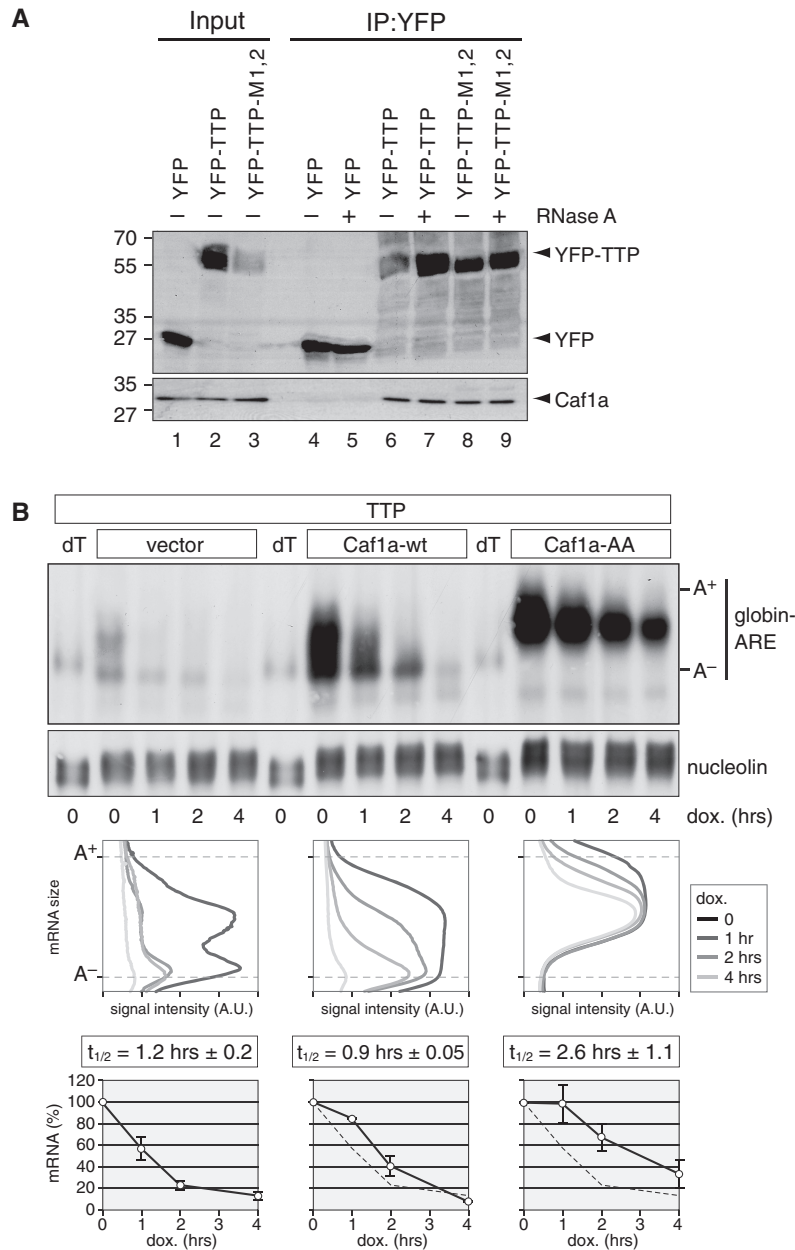 A
Input IP:YFP
YFP YFP-TTP YFP-TTP-M1,2 YFP YFP YFP-TTP YFP-TTP YFP-TTP-M1,2 YFP-TTP-M1,2
– – – – + – + – + RNase A
70
55
35
27
YFP-TTP
YFP
35
27
Caf1a
1 2 3 4 5 6 7 8 9
B
TTP
dT vector dT Caf1a-wt dT Caf1a-AA
A+
A–
globin-
ARE
nucleolin
0 0 1 2 4 0 0 1 2 4 0 0 1 2 4 dox. (hrs)
A+
mRNA size
A–
signal intensity (A.U.) signal intensity (A.U.) signal intensity (A.U.)
dox.
0
1 hr
2 hrs
4 hrs
t1/2 = 1.2 hrs ± 0.2 t1/2 = 0.9 hrs ± 0.05 t1/2 = 2.6 hrs ± 1.1
mRNA (%)
120
100
80
60
40
20
0
0 1 2 3 4 0 1 2 3 4 0 1 2 3 4
dox. (hrs) dox. (hrs) dox. (hrs)